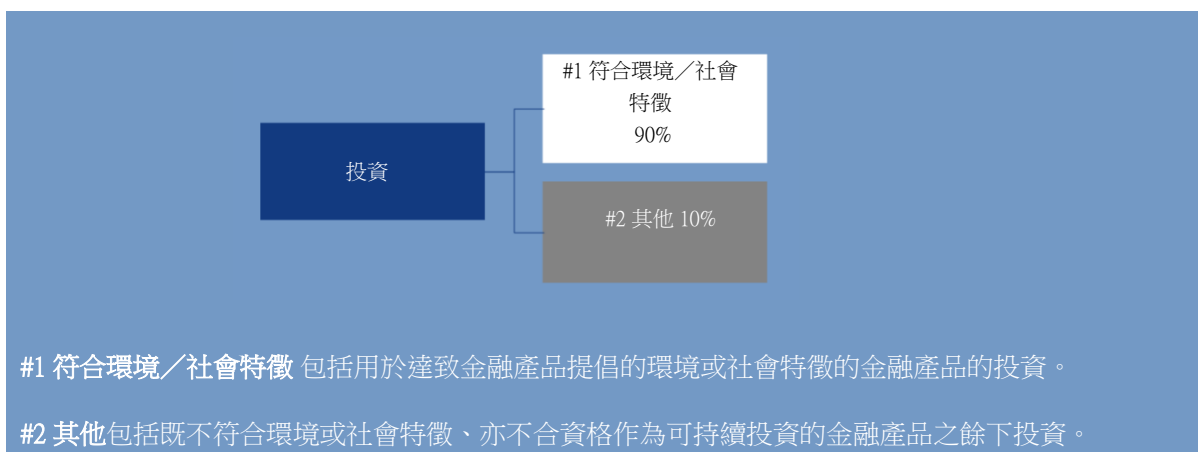 #1 符合環境／社會
特徵
90%
投資
#2 其他 10%
#1 符合環境／社會特徵 包括用於達致金融產品提倡的環境或社會特徵的金融產品的投資。
#2 其他包括既不符合環境或社會特徵、亦不合資格作為可持續投資的金融產品之餘下投資。